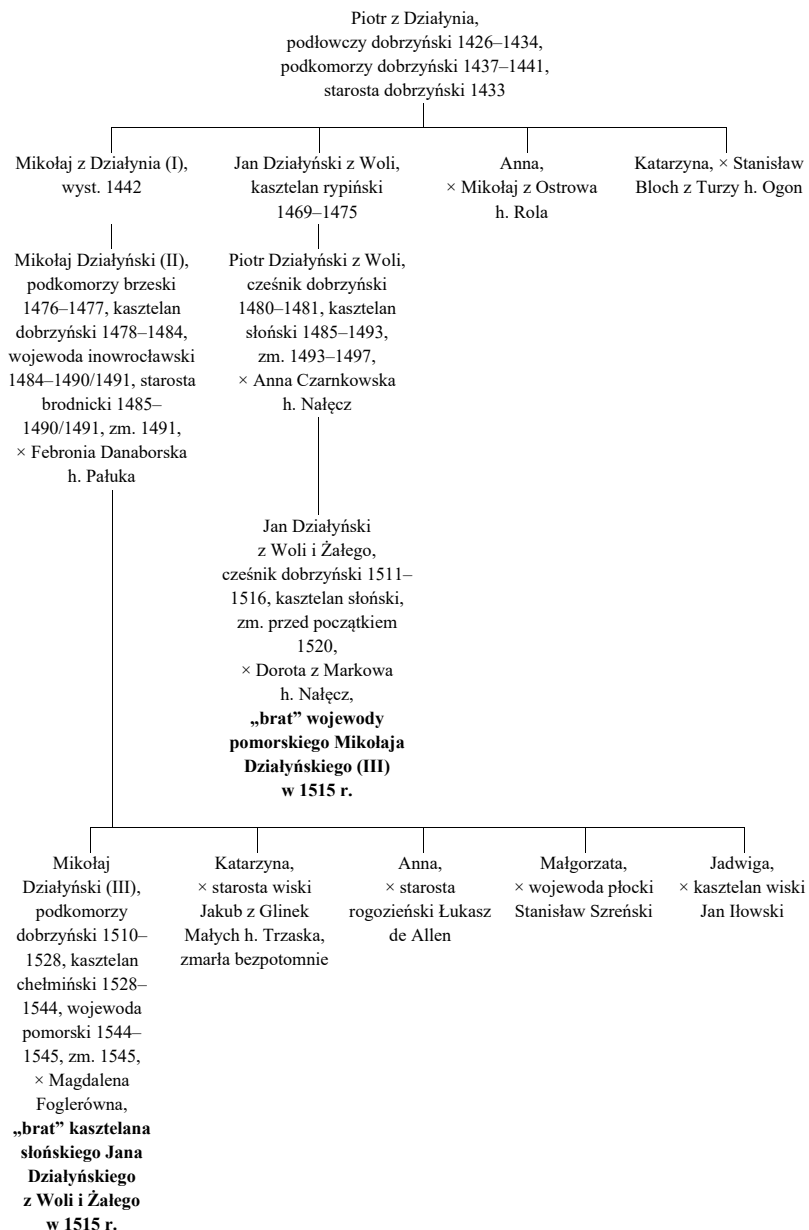 Piotr z Działynia,
podłowczy dobrzyński 1426–1434,
podkomorzy dobrzyński 1437–1441,
starosta dobrzyński 1433
Mikołaj z Działynia (I),
wyst. 1442
Jan Działyński z Woli,
kasztelan rypiński
1469–1475
Anna,
× Mikołaj z Ostrowa
h. Rola
Katarzyna, × Stanisław
Bloch z Turzy h. Ogon
Mikołaj Działyński (II),
podkomorzy brzeski
1476–1477, kasztelan
dobrzyński 1478–1484,
wojewoda inowrocławski
1484–1490/1491, starosta
brodnicki 1485–
1490/1491, zm. 1491,
× Febronia Danaborska
h. Pałuka
Piotr Działyński z Woli,
cześnik dobrzyński
1480–1481, kasztelan
słoński 1485–1493,
zm. 1493–1497,
× Anna Czarnkowska
h. Nałęcz
Jan Działyński
z Woli i Żałego,
cześnik dobrzyński 1511–
1516, kasztelan słoński,
zm. przed początkiem
1520,
× Dorota z Markowa
h. Nałęcz,
„brat” wojewody
pomorskiego Mikołaja
Działyńskiego (III)
w 1515 r.
Mikołaj
Działyński (III),
podkomorzy
dobrzyński 1510–
1528, kasztelan
chełmiński 1528–
1544, wojewoda
pomorski 1544–
1545, zm. 1545,
× Magdalena
Foglerówna,
„brat” kasztelana
słońskiego Jana
Działyńskiego
z Woli i Żałego
w 1515 r.
Katarzyna,
× starosta wiski
Jakub z Glinek
Małych h. Trzaska,
zmarła bezpotomnie
Anna,
× starosta
rogozieński Łukasz
de Allen
Małgorzata,
× wojewoda płocki
Stanisław Szreński
Jadwiga,
× kasztelan wiski
Jan Iłowski